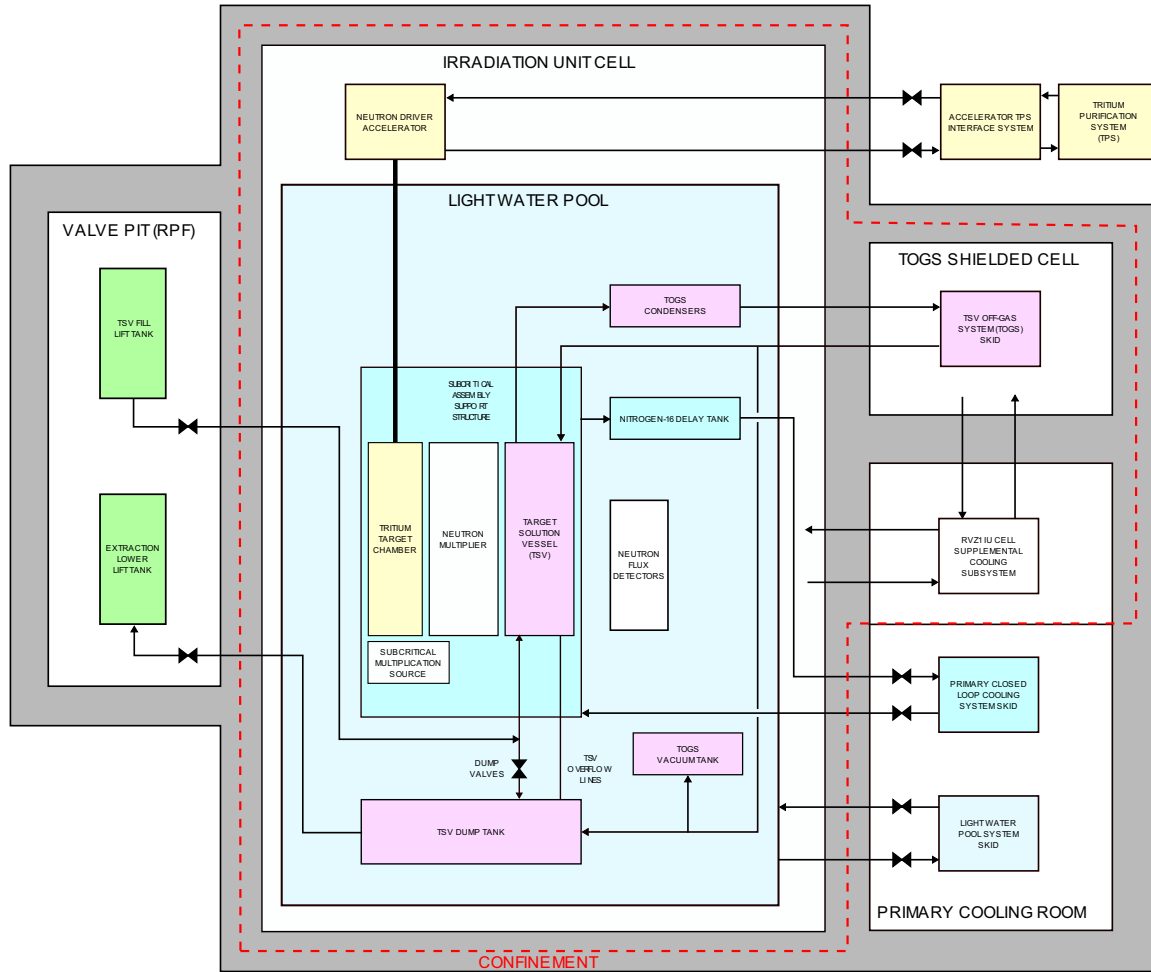 IRRADIATION UNIT CELL
NEUTRON DRIVER
ACCELERATOR
ACCELERATOR TPS
INTERFACE SYSTEM
TRITIUM
PURIFICATION
SYSTEM
(TPS)
LIGHT WATER POOL
VALVE PIT (RPF)
TSV FILL
LIFT TANK
EXTRACTION
LOWER
LIFT TANK
TOGS SHIELDED CELL
TOGS
CONDENSERS
TSV OFF-GAS
SYSTEM (TOGS)
SKID
SUBCRITICAL
ASSEMBLY
SUPPORT
STRUCTURE
NITROGEN-16 DELAY TANK
TRITIUM
TARGET
CHAMBER
NEUTRON
MULTIPLIER
TARGET
SOLUTION
VESSEL
(TSV)
NEUTRON
FLUX
DETECTORS
RVZ1 IU CELL
SUPPLEMENTAL
COOLING
SUBSYSTEM
SUBCRITICAL
MULTIPLICATION
SOURCE
PRIMARY CLOSED
LOOP COOLING
SYSTEM SKID
DUMP
VALVES
TSV
OVERFLOW
LINES
TOGS
VACUUM TANK
TSV DUMP TANK
LIGHT WATER
POOL SYSTEM
SKID
PRIMARY COOLING ROOM
CONFINEMENT